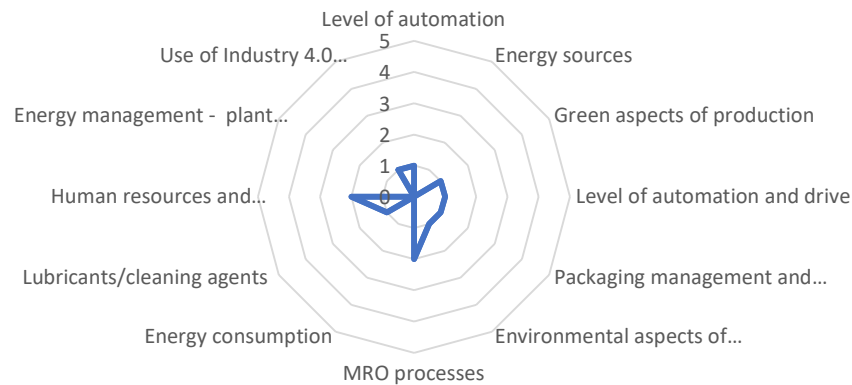 Level of automation
5
Use of Industry 4.0...
Energy sources
4
3
Energy management -  plant...
Green aspects of production
2
1
Human resources and...
0
Level of automation and drive
Lubricants/cleaning agents
Packaging management and...
Energy consumption
Environmental aspects of...
MRO processes